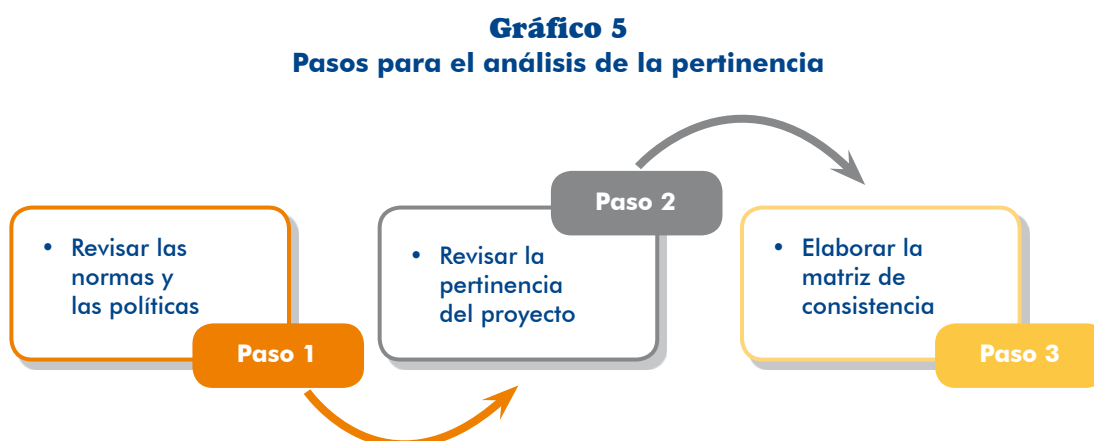 Gráfico 5
Pasos para el análisis de la pertinencia
• Revisar las
normas y
las políticas
Paso 1
• Revisar la
pertinencia
del proyecto
Paso 2
• Elaborar la
matriz de
consistencia
Paso 3